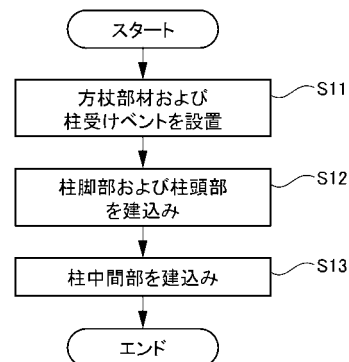 スタート
方杖部材および
柱受けベントを設置
S11
柱脚部および柱頭部
を建込み
S12
柱中間部を建込み
S13
エンド